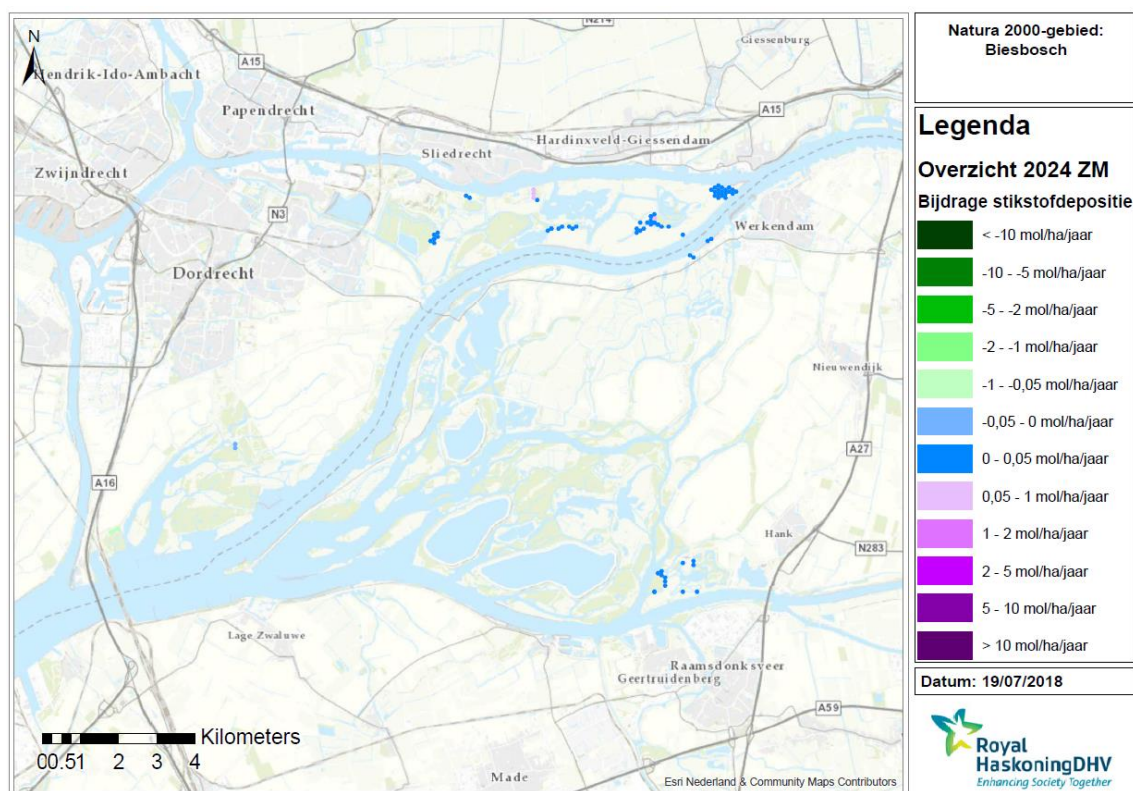 N
N214
Giessenburg
A15
Hendrik-Ido-Ambacht
Papendrecht
A15
Hardinxveld-Giessendam
Sliedrecht
Zwijndrecht
N3
Werkendam
Dordrecht
Nieuwendijk
A27
A16
Hank
N283
Lage Zwaluwe
Raamsdonksveer
Geertruidenberg
A59
Kilometers
00.51 2 3 4
Made
Esri Nederland & Community Maps Contributors
Natura 2000-gebied:
Biesbosch
Legenda
Overzicht 2024 ZM
Bijdrage stikstofdepositie
< -10 mol/ha/jaar
-10 - -5 mol/ha/jaar
-5 - -2 mol/ha/jaar
-2 - -1 mol/ha/jaar
-1 - -0,05 mol/ha/jaar
-0,05 - 0 mol/ha/jaar
0 - 0,05 mol/ha/jaar
0,05 - 1 mol/ha/jaar
1 - 2 mol/ha/jaar
2 - 5 mol/ha/jaar
5 - 10 mol/ha/jaar
> 10 mol/ha/jaar
Datum: 19/07/2018
Royal
HaskoningDHV
Enhancing Society Together